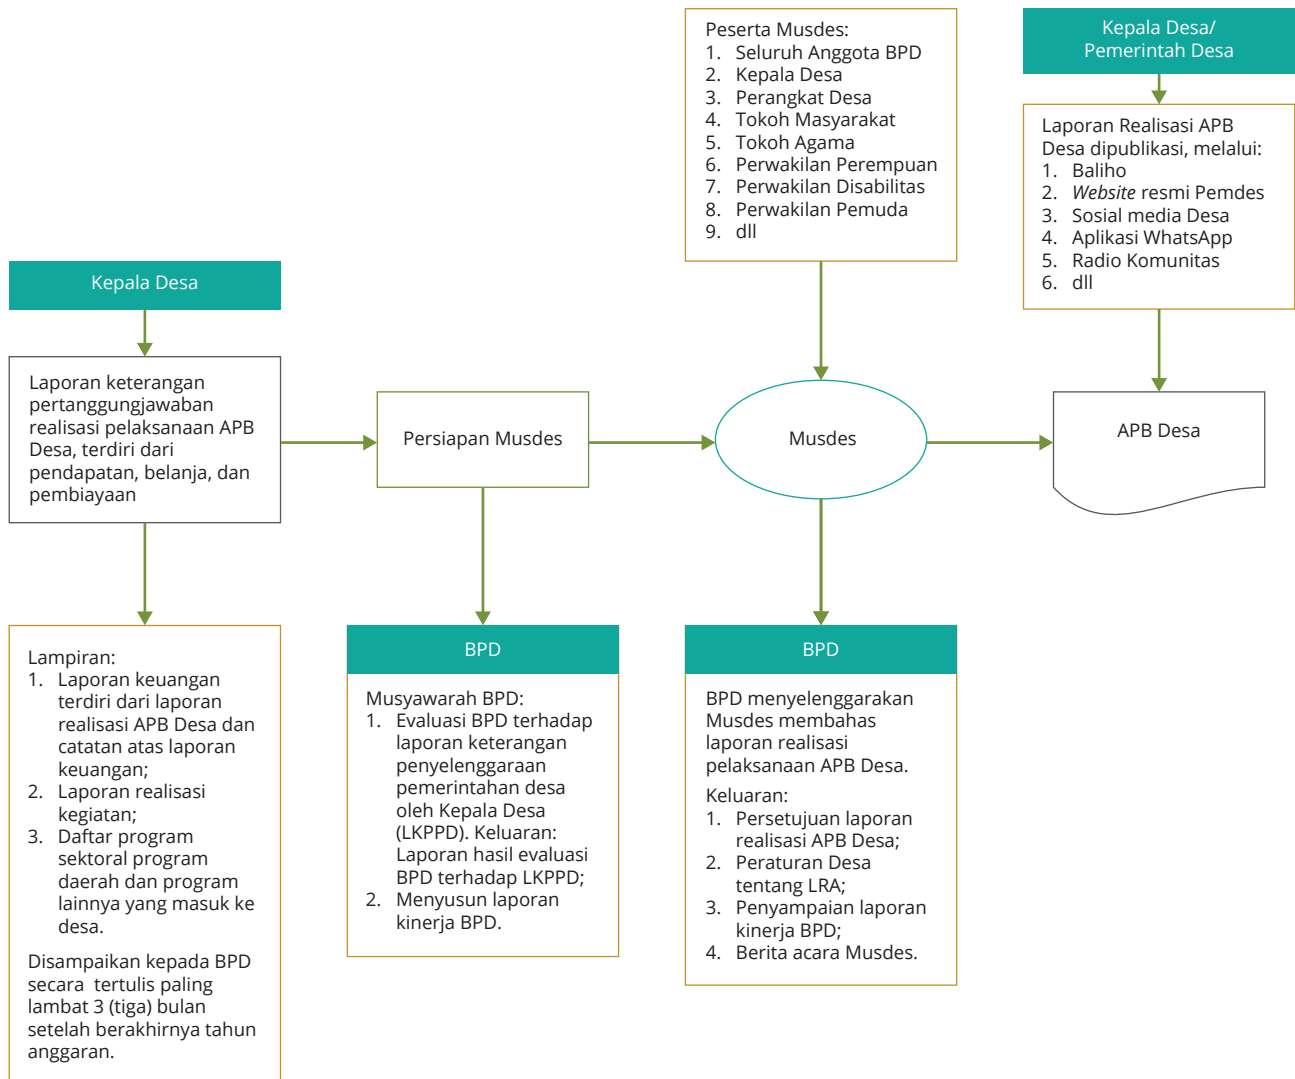 Kepala Desa
Laporan keterangan
pertanggungjawaban
realisasi pelaksanaan APB
Desa, terdiri dari
pendapatan, belanja, dan
pembiayaan
Lampiran:
1. Laporan keuangan
terdiri dari laporan
realisasi APB Desa dan
catatan atas laporan
keuangan;
2. Laporan realisasi
kegiatan;
3. Daftar program
sektoral program
daerah dan program
lainnya yang masuk ke
desa.
Disampaikan kepada BPD
secara tertulis paling
lambat 3 (tiga) bulan
setelah berakhirnya tahun
anggaran.
Persiapan Musdes
BPD
Musyawarah BPD:
1. Evaluasi BPD terhadap
laporan keterangan
penyelenggaraan
pemerintahan desa
oleh Kepala Desa
(LKPPD). Keluaran:
Laporan hasil evaluasi
BPD terhadap LKPPD;
2. Menyusun laporan
kinerja BPD.
Peserta Musdes:
1. Seluruh Anggota BPD
2. Kepala Desa
3. Perangkat Desa
4. Tokoh Masyarakat
5. Tokoh Agama
6. Perwakilan Perempuan
7. Perwakilan Disabilitas
8. Perwakilan Pemuda
9. dll
Musdes
BPD
BPD menyelenggarakan
Musdes membahas
laporan realisasi
pelaksanaan APB Desa.
Keluaran:
1. Persetujuan laporan
realisasi APB Desa;
2. Peraturan Desa
tentang LRA;
3. Penyampaian laporan
kinerja BPD;
4. Berita acara Musdes.
Kepala Desa/
Pemerintah Desa
Laporan Realisasi APB
Desa dipublikasi, melalui:
1. Baliho
2. Website resmi Pemdes
3. Sosial media Desa
4. Aplikasi WhatsApp
5. Radio Komunitas
6. dll
APB Desa